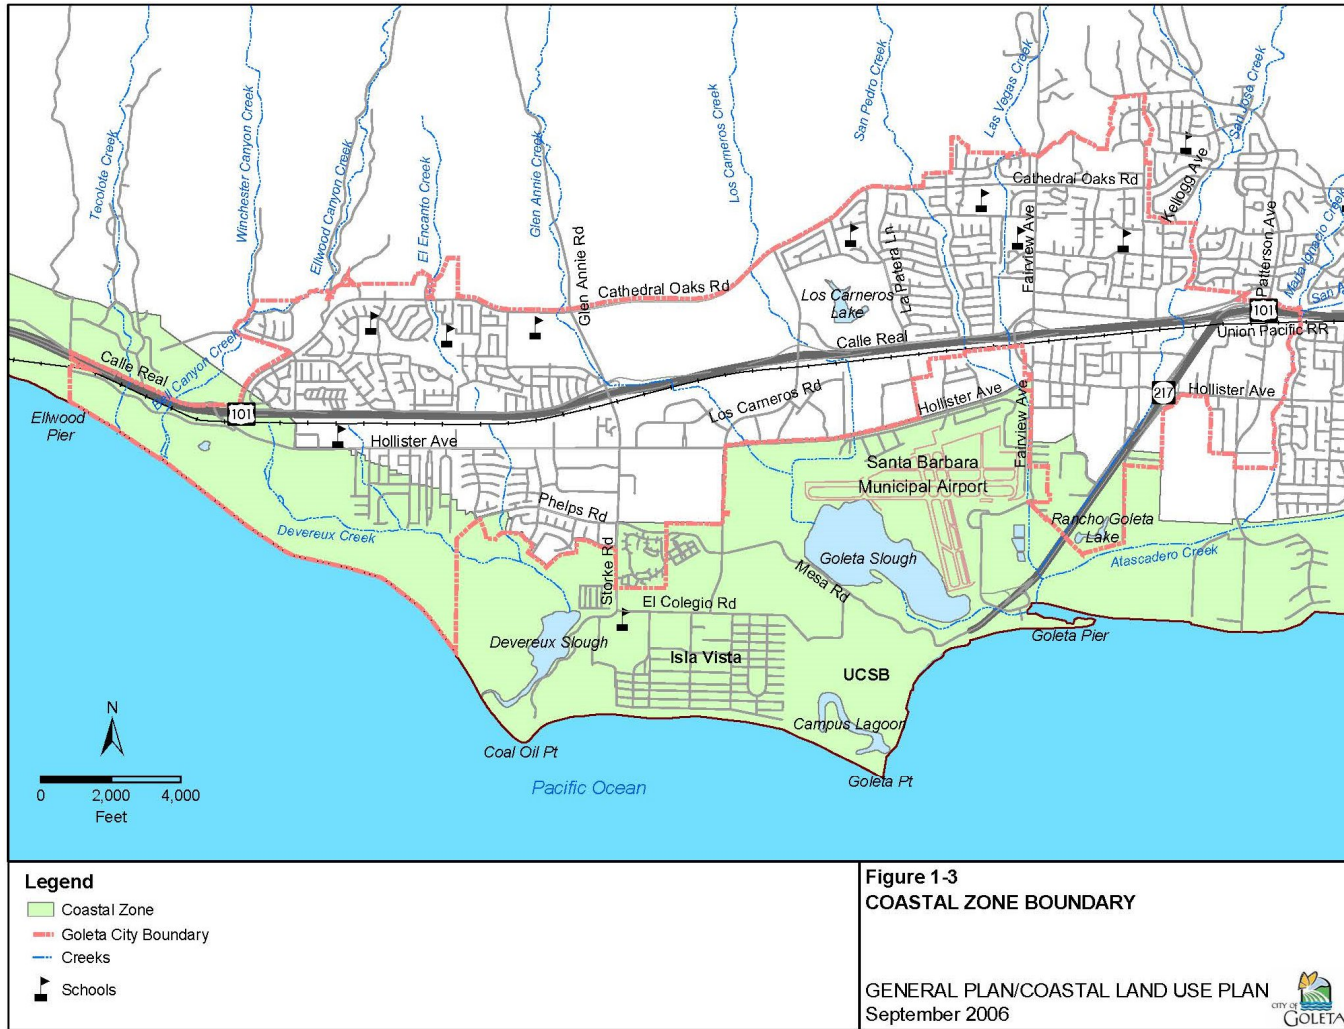 Tecolote Creek
Winchester Canyon Creek
Ellwood Canyon Creek
El Encanto Creek
Glen Annie Creek
Los Carneros Creek
San Pedro Creek
Las Vegas Creek
San Jose Creek
Maria Ignacio Creek
Cathedral Oaks Rd
Kellogg Ave
Patterson Ave
Fairview Ave
La Patera Ln
Glen Annie Rd
Cathedral Oaks Rd
Los Carneros
Lake
Calle Real
101
Union Pacific RR
Calle Real
Bell Canyon Creek
101
217
Hollister Ave
Hollister Ave
Los Carneros Rd
Ellwood
Pier
Hollister Ave
Fairview Ave
Santa Barbara
Municipal Airport
Phelps Rd
Devereux Creek
Storke Rd
Goleta Slough
Mesa Rd
Rancho Goleta
Lake
Atascadero Creek
El Colegio Rd
Goleta Pier
Devereux Slough
Isla Vista
UCSB
Campus Lagoon
Coal Oil Pt
Goleta Pt
Pacific Ocean
N
0 2,000 4,000
Feet
Legend
Coastal Zone
Goleta City Boundary
Creeks
Schools
Figure 1-3
COASTAL ZONE BOUNDARY
GENERAL PLAN/COASTAL LAND USE PLAN
September 2006
CITY OF
GOLETA